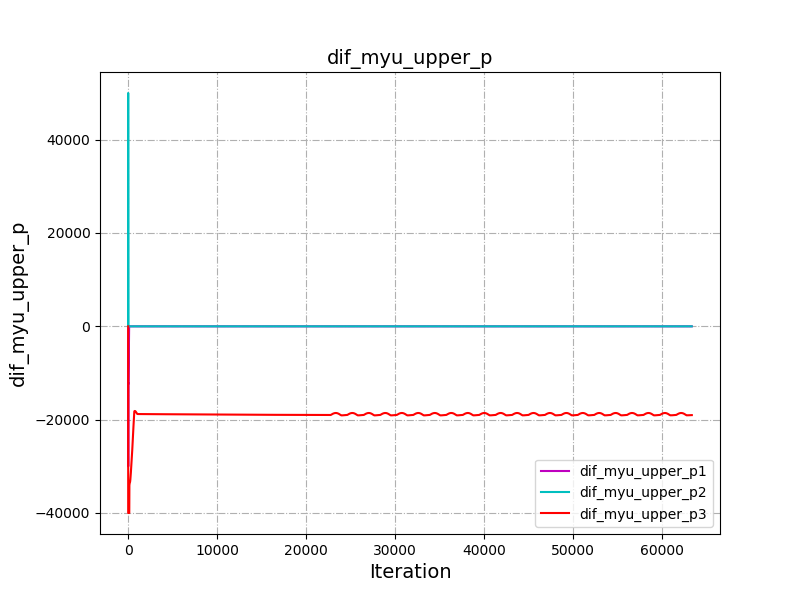 dif_myu_upper_p
dif_myu_upper_p
40000
20000
0
−20000
−40000
0 10000 20000 30000 40000 50000 60000
Iteration
dif_myu_upper_p1
dif_myu_upper_p2
dif_myu_upper_p3